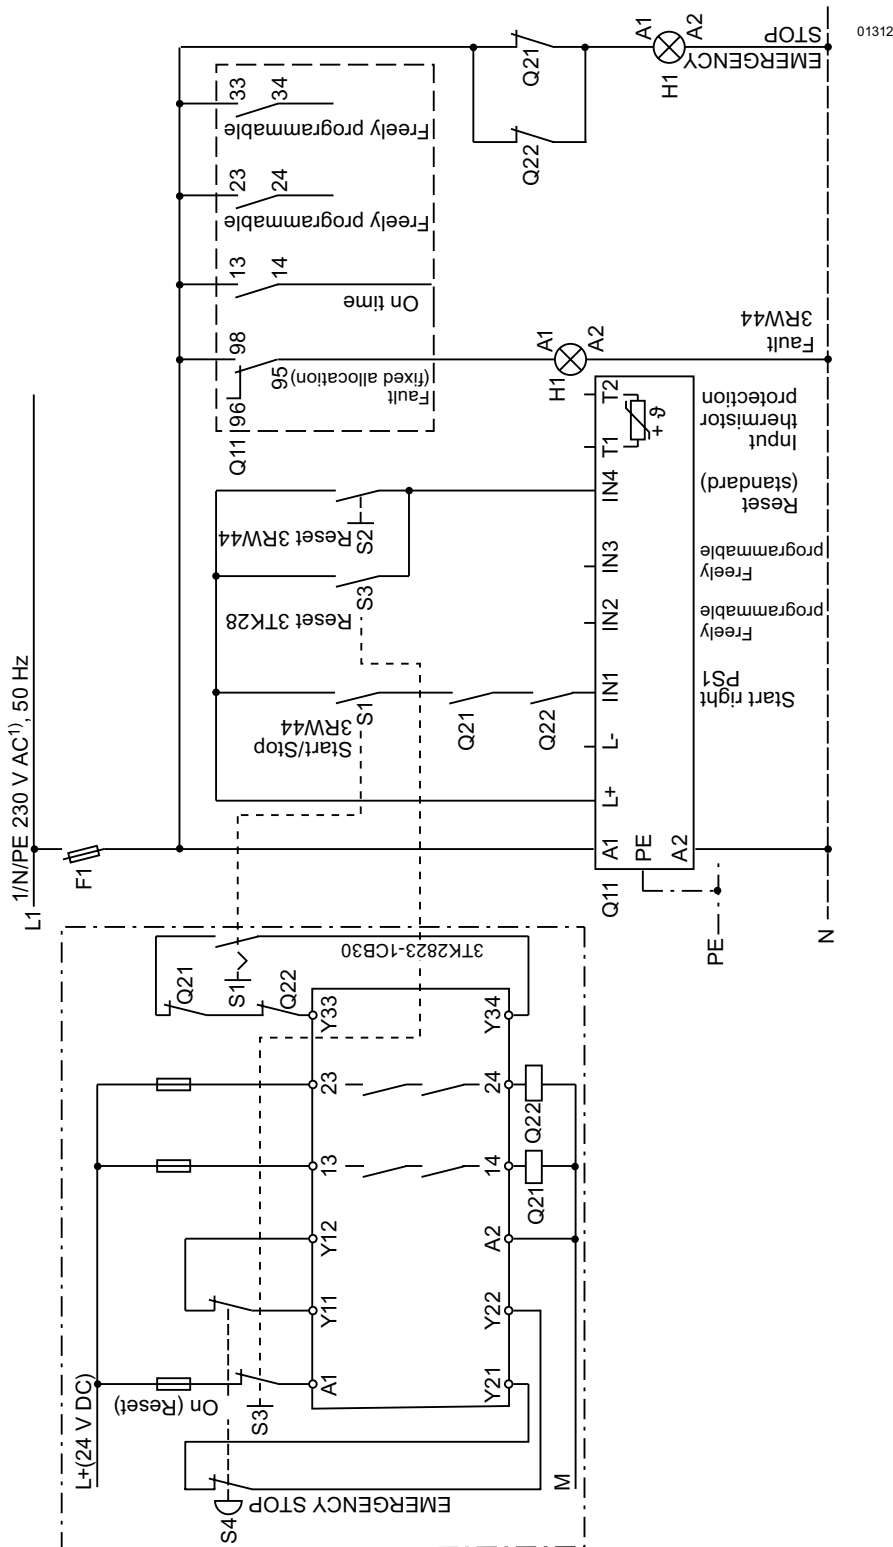 01312
L1
1/N/PE 230 V AC1), 50 Hz
F1
Q11
96
98
95
Fault
(fixed allocation)
13
14
On time
23
24
Freely programmable
33
34
Freely programmable
Q21
Q22
A1
A2
H1
EMERGENCY
STOP
A1
A2
H1
Fault
3RW44
Start/Stop
3RW44
S1
Q21
Q22
Reset 3TK28
S3
Reset 3RW44
S2
Q11
A1
PE
A2
L+
L-
IN1
IN2
IN3
IN4
T1
T2
+ ϑ
Start right
PS1
Freely
programmable
Freely
programmable
Reset
(standard)
Input
thermistor
protection
PE
N
L+(24 V DC)
On (Reset)
S3
S4
EMERGENCY STOP
A1
Y11
Y12
13
23
Y33
Y21
Y22
A2
14
24
Y34
Q21
Q22
S1
Q21
Q22
3TK2823-1CB30
M